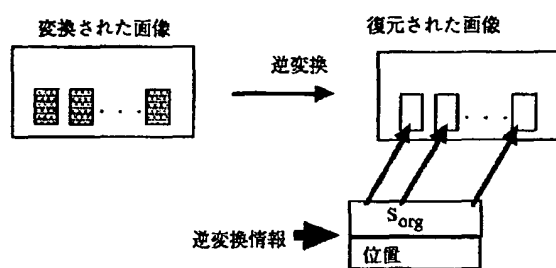 変換された画像
復元された画像
逆変換
. . .
. . .
Sorg
逆変換情報
位置